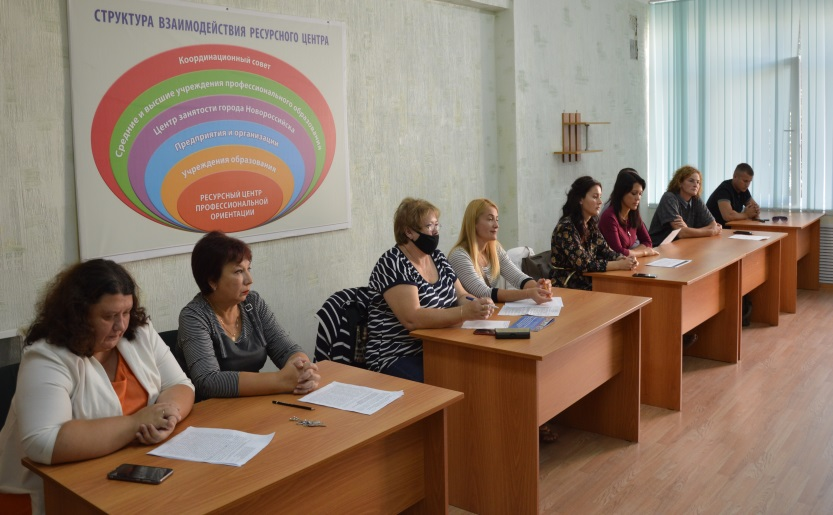 СТРУКТУРА ВЗАИМОДЕЙСТВИЯ РЕСУРСНОГО ЦЕНТРА
Координационный совет
Средние и высшие учреждения профессионального образования
Центр занятости города Новороссийска
Предприятия и организации
Учреждения образования
РЕСУРСНЫЙ ЦЕНТР
ПРОФЕССИОНАЛЬНОЙ
ОРИЕНТАЦИИ